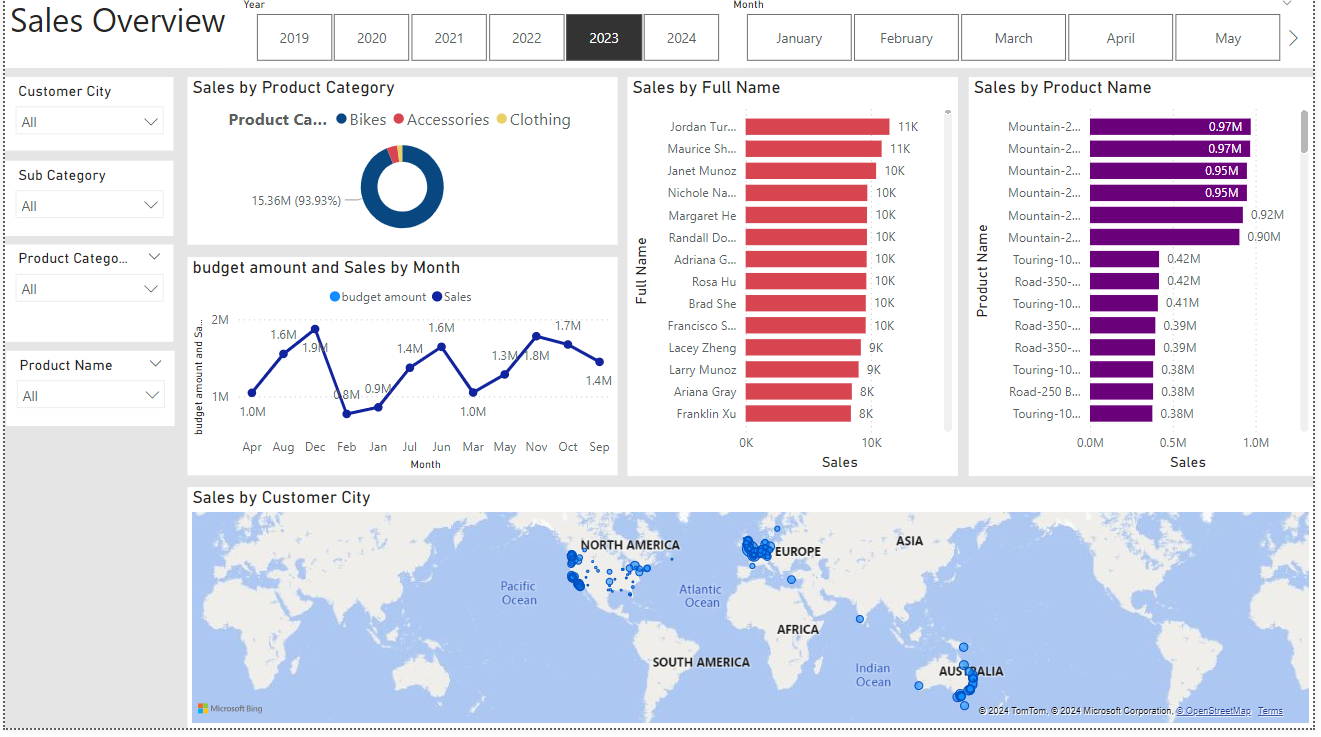 Sales Overview
Year
2019 2020 2021 2022 2023 2024
Month
January February March April May
Customer City
All
Sub Category
All
Product Catego...
All
Product Name
All
Sales by Product Category
Product Ca... Bikes Accessories Clothing
15.36M (93.93%)
budget amount and Sales by Month
budget amount Sales
budget amount and Sa...
2M
1M
1.0M
1.6M
1.9M
0.8M
0.9M
1.4M
1.6M
1.0M
1.3M
1.8M
1.7M
1.4M
Apr Aug Dec Feb Jan Jul Jun Mar May Nov Oct Sep
Month
Sales by Full Name
Full Name
Jordan Tur... 11K
Maurice Sh... 11K
Janet Munoz 10K
Nichole Na... 10K
Margaret He 10K
Randall Do... 10K
Adriana G... 10K
Rosa Hu 10K
Brad She 10K
Francisco S... 10K
Lacey Zheng 9K
Larry Munoz 9K
Ariana Gray 8K
Franklin Xu 8K
0K 10K
Sales
Sales by Product Name
Product Name
Mountain-2... 0.97M
Mountain-2... 0.97M
Mountain-2... 0.95M
Mountain-2... 0.95M
Mountain-2... 0.92M
Mountain-2... 0.90M
Touring-10... 0.42M
Road-350-... 0.42M
Touring-10... 0.41M
Road-350-... 0.39M
Road-350-... 0.39M
Touring-10... 0.38M
Road-250 B... 0.38M
Touring-10... 0.38M
0.0M 0.5M 1.0M
Sales
Sales by Customer City
NORTH AMERICA
EUROPE
ASIA
Pacific
Ocean
Atlantic
Ocean
AFRICA
SOUTH AMERICA
Indian
Ocean
AUSTRALIA
Microsoft Bing
© 2024 TomTom, © 2024 Microsoft Corporation, © OpenStreetMap Terms